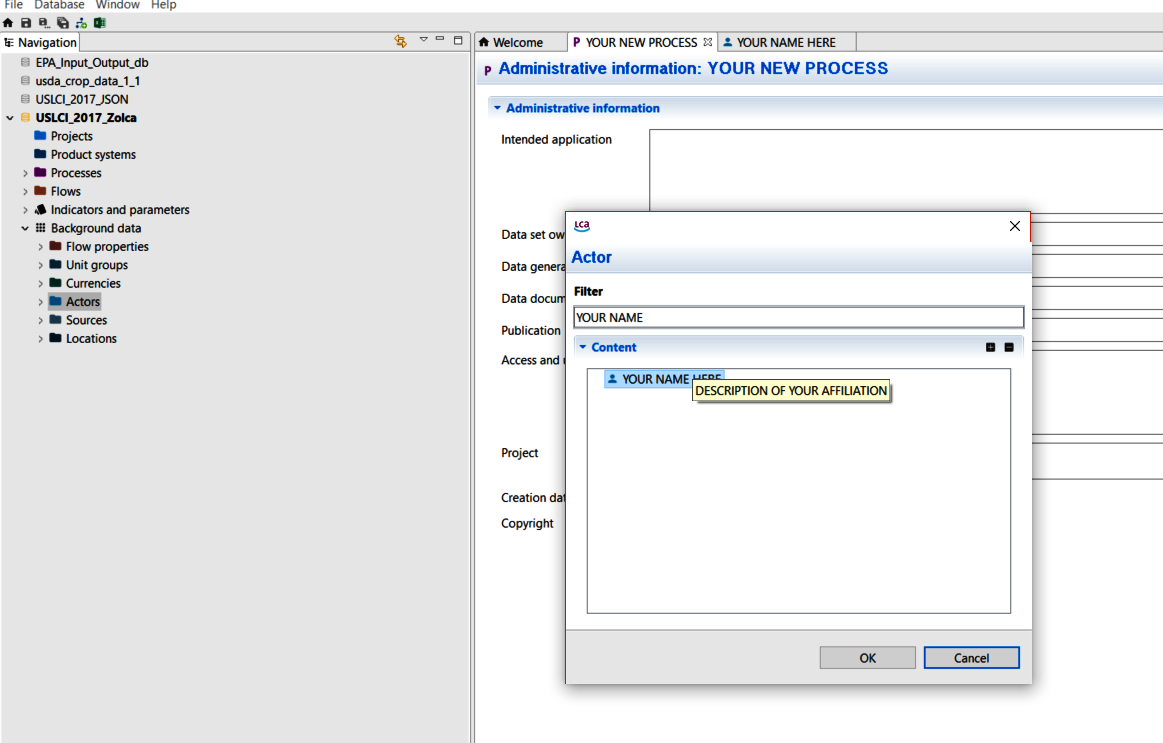 File Database Window Help
Navigation
EPA_Input_Output_db
usda_crop_data_1_1
USLCI_2017_JSON
USLCI_2017_Zolca
Projects
Product systems
Processes
Flows
Indicators and parameters
Background data
Flow properties
Unit groups
Currencies
Actors
Sources
Locations
Welcome
P YOUR NEW PROCESS
YOUR NAME HERE
P Administrative information: YOUR NEW PROCESS
Administrative information
Intended application
Data set ow
Data genera
Data docum
Publication
Access and u
Project
Creation dat
Copyright
LCA
Actor
Filter
YOUR NAME
Content
YOUR NAME HERE
DESCRIPTION OF YOUR AFFILIATION
OK
Cancel